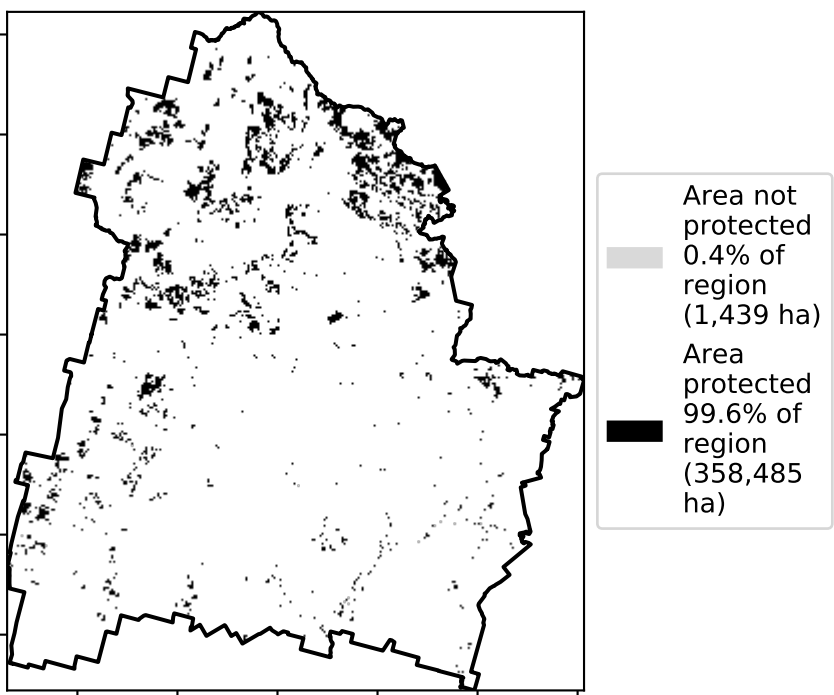 Area not
protected
0.4% of
region
(1,439 ha)
Area
protected
99.6% of
region
(358,485
ha)